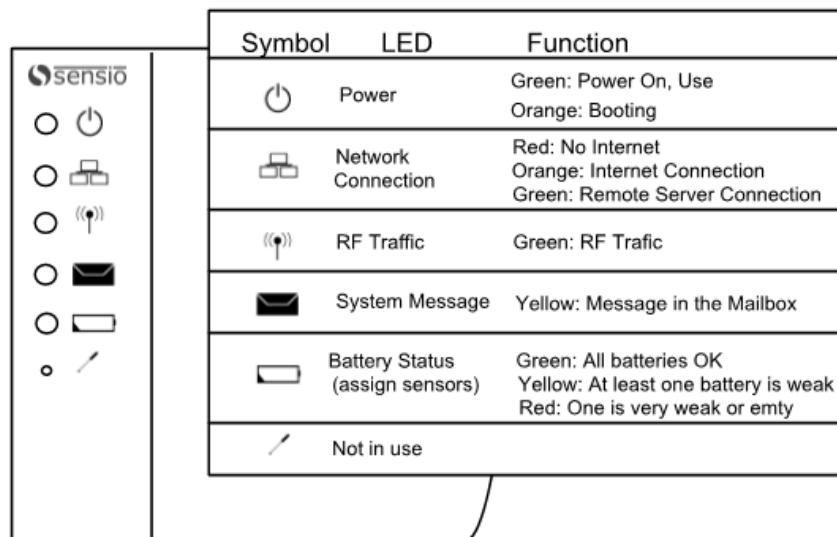 sensio
Symbol LED Function
Power
Green: Power On, Use
Orange: Booting
Network
Connection
Red: No Internet
Orange: Internet Connection
Green: Remote Server Connection
RF Traffic
Green: RF Trafic
System Message
Yellow: Message in the Mailbox
Battery Status
(assign sensors)
Green: All batteries OK
Yellow: At least one battery is weak
Red: One is very weak or emty
Not in use